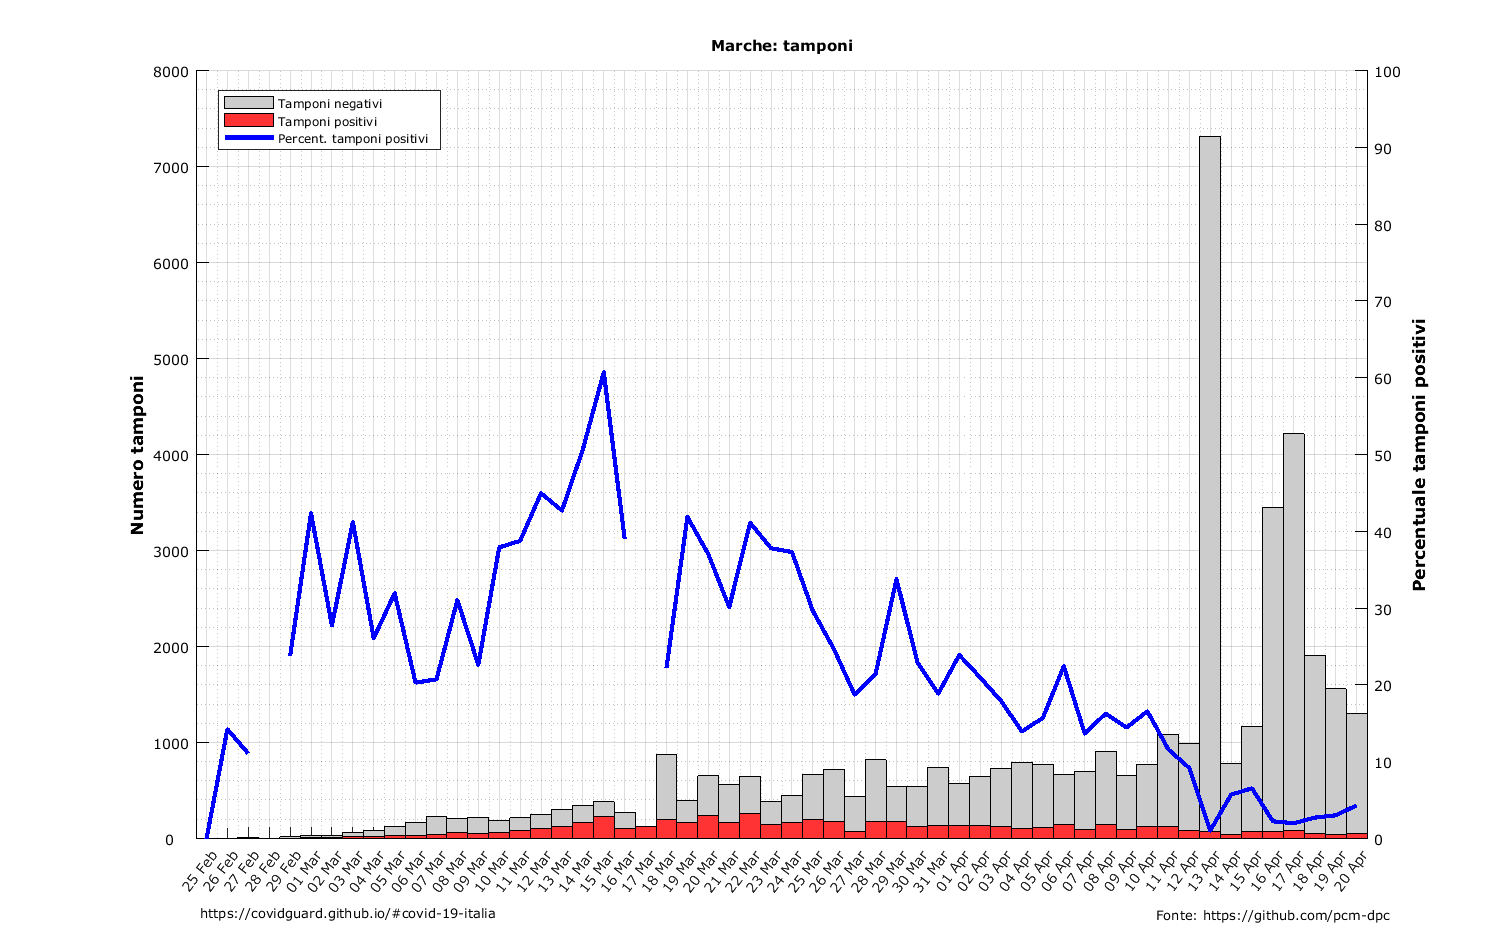 Marche: tamponi
Tamponi negativi
Tamponi positivi
Percent. tamponi positivi
Numero tamponi
8000
7000
6000
5000
4000
3000
2000
1000
0
Percentuale tamponi positivi
100
90
80
70
60
50
40
30
20
10
0
25 Feb
26 Feb
27 Feb
28 Feb
29 Feb
01 Mar
02 Mar
03 Mar
04 Mar
05 Mar
06 Mar
07 Mar
08 Mar
09 Mar
10 Mar
11 Mar
12 Mar
13 Mar
14 Mar
15 Mar
16 Mar
17 Mar
18 Mar
19 Mar
20 Mar
21 Mar
22 Mar
23 Mar
24 Mar
25 Mar
26 Mar
27 Mar
28 Mar
29 Mar
30 Mar
31 Mar
01 Apr
02 Apr
03 Apr
04 Apr
05 Apr
06 Apr
07 Apr
08 Apr
09 Apr
10 Apr
11 Apr
12 Apr
13 Apr
14 Apr
15 Apr
16 Apr
17 Apr
18 Apr
19 Apr
20 Apr
https://covidguard.github.io/#covid-19-italia
Fonte: https://github.com/pcm-dpc